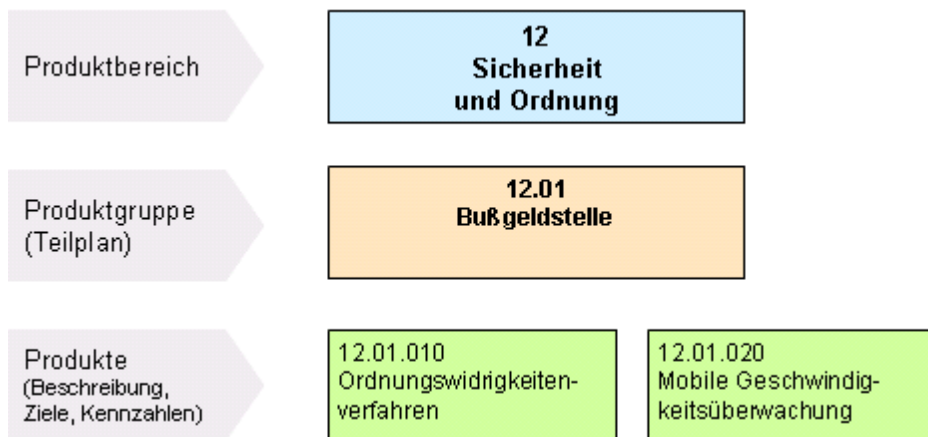 Produktbereich
12
Sicherheit
und Ordnung
Produktgruppe
(Teilplan)
12.01
Bußgeldstelle
Produkte
(Beschreibung,
Ziele, Kennzahlen)
12.01.010
Ordnungswidrigkeiten-
verfahren
12.01.020
Mobile Geschwindig-
keitsüberwachung